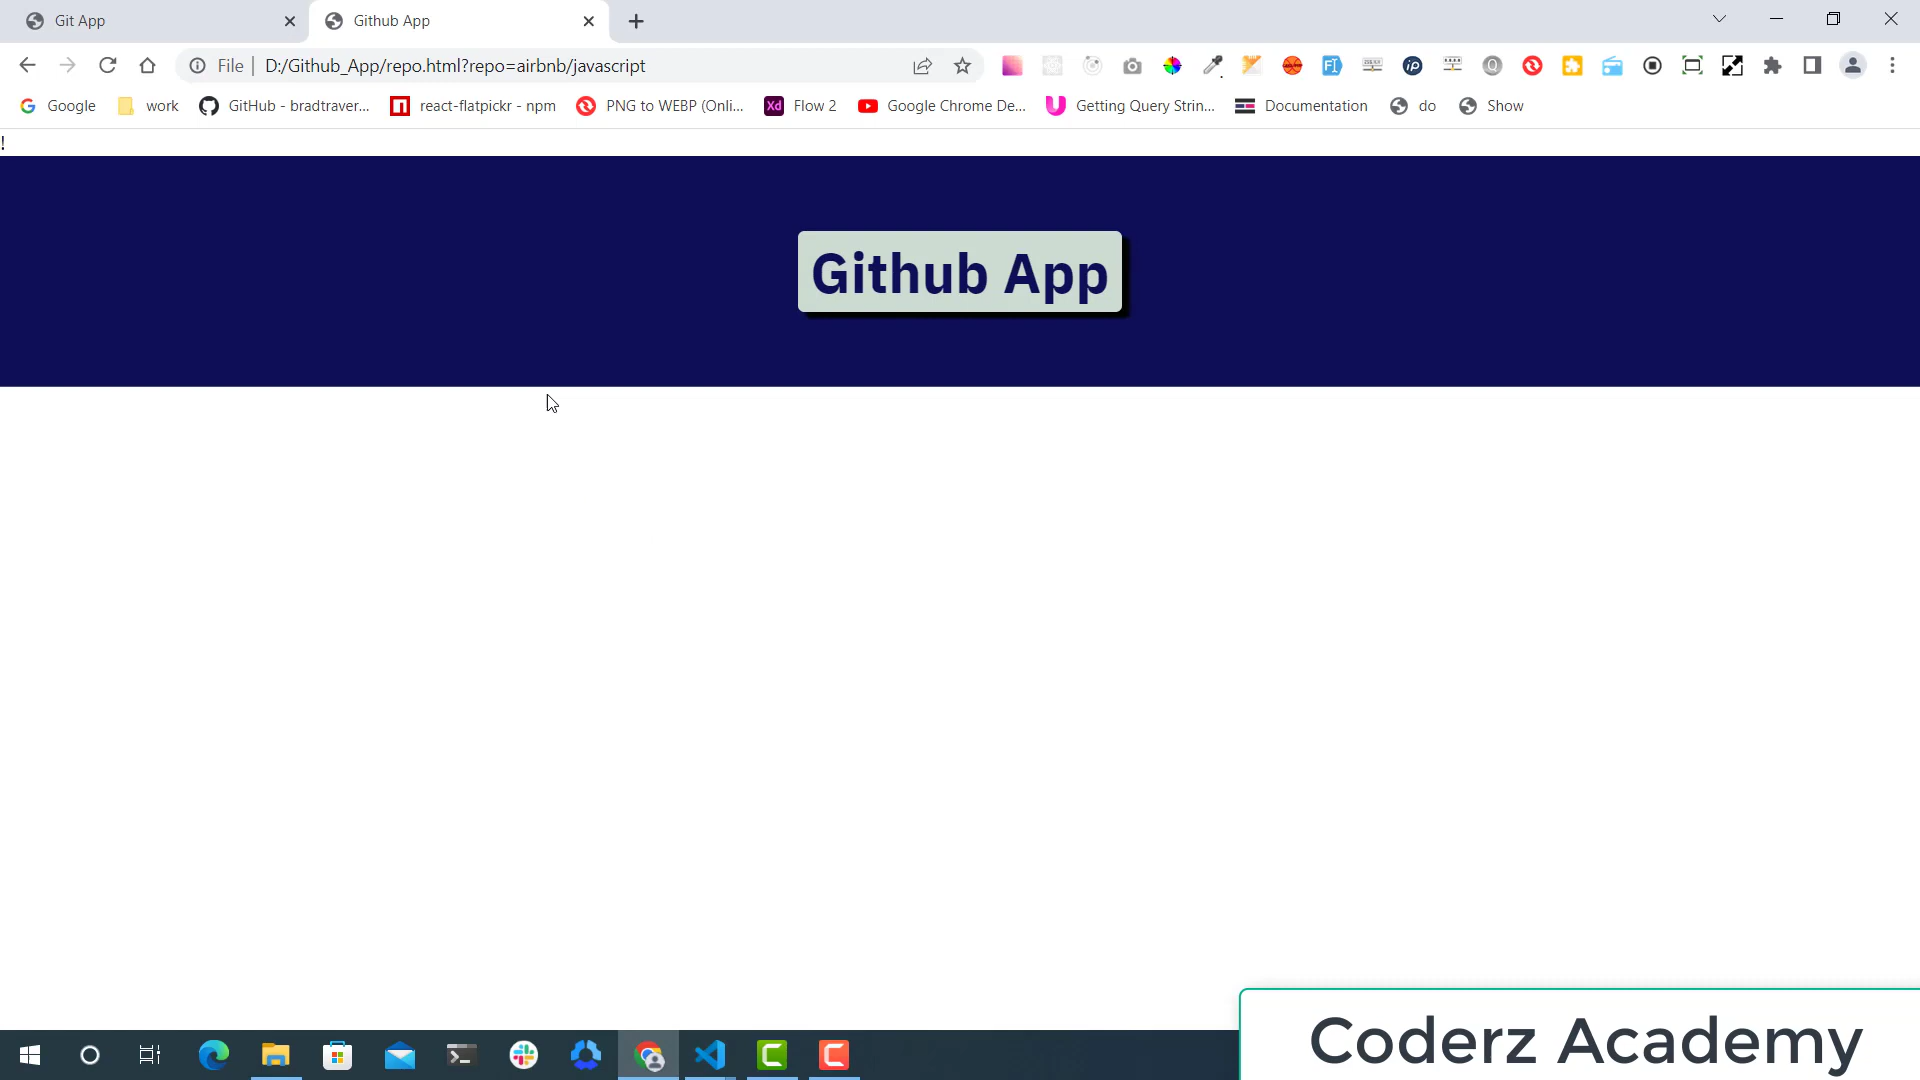 Git App
Github App
File
D:/Github_App/repo.html?repo=airbnb/javascript
Google
work
GitHub - bradtraver...
react-flatpickr - npm
PNG to WEBP (Onli...
Flow 2
Google Chrome De...
Getting Query Strin...
Documentation
do
Show
!
Github App
Coderz Academy